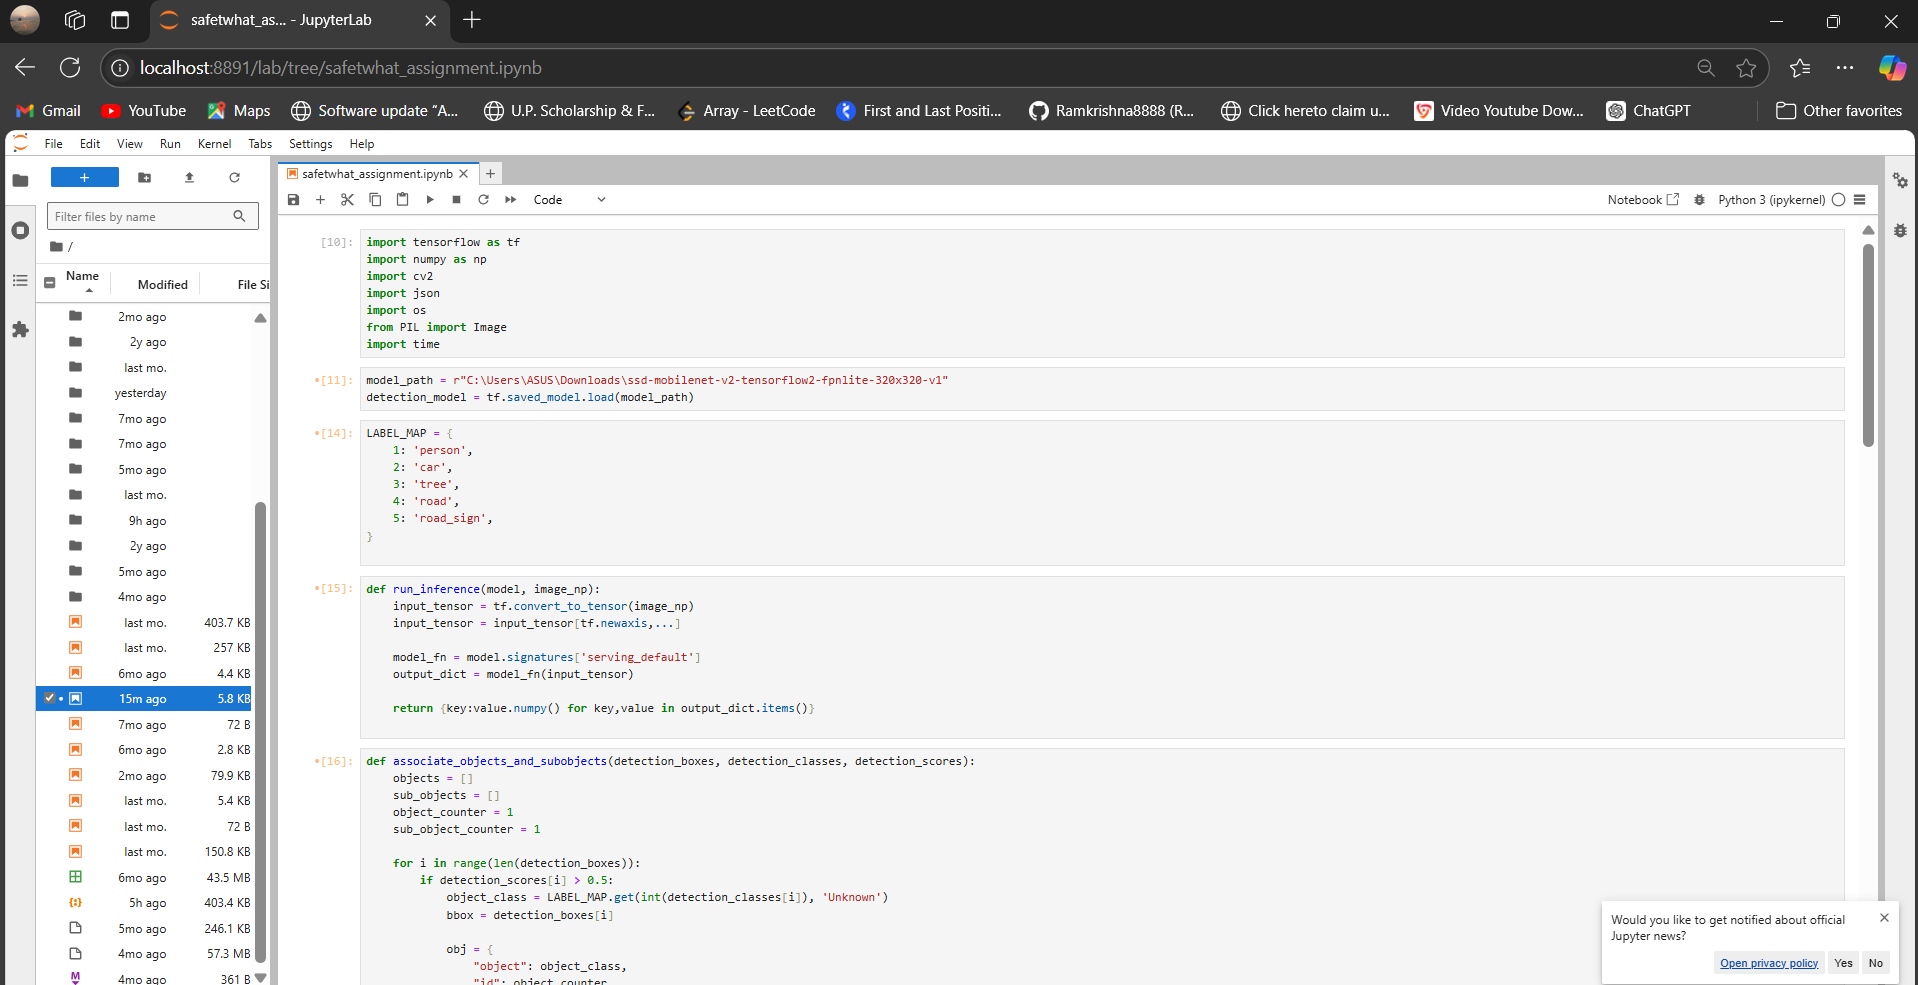 safetwhat_as... - JupyterLab
localhost:8891/lab/tree/safetwhat_assignment.ipynb
Gmail YouTube Maps Software update "A... U.P. Scholarship & F... Array - LeetCode First and Last Positi... Ramkrishna8888 (R... Click hereto claim u... Video Youtube Dow... ChatGPT Other favorites
File Edit View Run Kernel Tabs Settings Help
safetwhat_assignment.ipynb
Code
Notebook Python 3 (ipykernel)
Filter files by name
/
Name Modified File Si
2mo ago
2y ago
last mo.
yesterday
7mo ago
7mo ago
5mo ago
last mo.
9h ago
2y ago
5mo ago
4mo ago
last mo. 403.7 KB
last mo. 257 KB
6mo ago 4.4 KB
15m ago 5.8 KB
7mo ago 72 B
6mo ago 2.8 KB
2mo ago 79.9 KB
last mo. 5.4 KB
last mo. 72 B
last mo. 150.8 KB
6mo ago 43.5 MB
5h ago 403.4 KB
5mo ago 246.1 KB
4mo ago 57.3 MB
M 4mo ago 361 B
[10]: import tensorflow as tf
import numpy as np
import cv2
import json
import os
from PIL import Image
import time
•[11]: model_path = r"C:\Users\ASUS\Downloads\ssd-mobilenet-v2-tensorflow2-fpnlite-320x320-v1"
detection_model = tf.saved_model.load(model_path)
•[14]: LABEL_MAP = {
1: 'person',
2: 'car',
3: 'tree',
4: 'road',
5: 'road_sign',
}
•[15]: def run_inference(model, image_np):
input_tensor = tf.convert_to_tensor(image_np)
input_tensor = input_tensor[tf.newaxis,...]
model_fn = model.signatures['serving_default']
output_dict = model_fn(input_tensor)
return {key:value.numpy() for key,value in output_dict.items()}
•[16]: def associate_objects_and_subobjects(detection_boxes, detection_classes, detection_scores):
objects = []
sub_objects = []
object_counter = 1
sub_object_counter = 1
for i in range(len(detection_boxes)):
if detection_scores[i] > 0.5:
object_class = LABEL_MAP.get(int(detection_classes[i]), 'Unknown')
bbox = detection_boxes[i]
obj = {
"object": object_class,
"id": object_counter,
Would you like to get notified about official
Jupyter news?
Open privacy policy Yes No